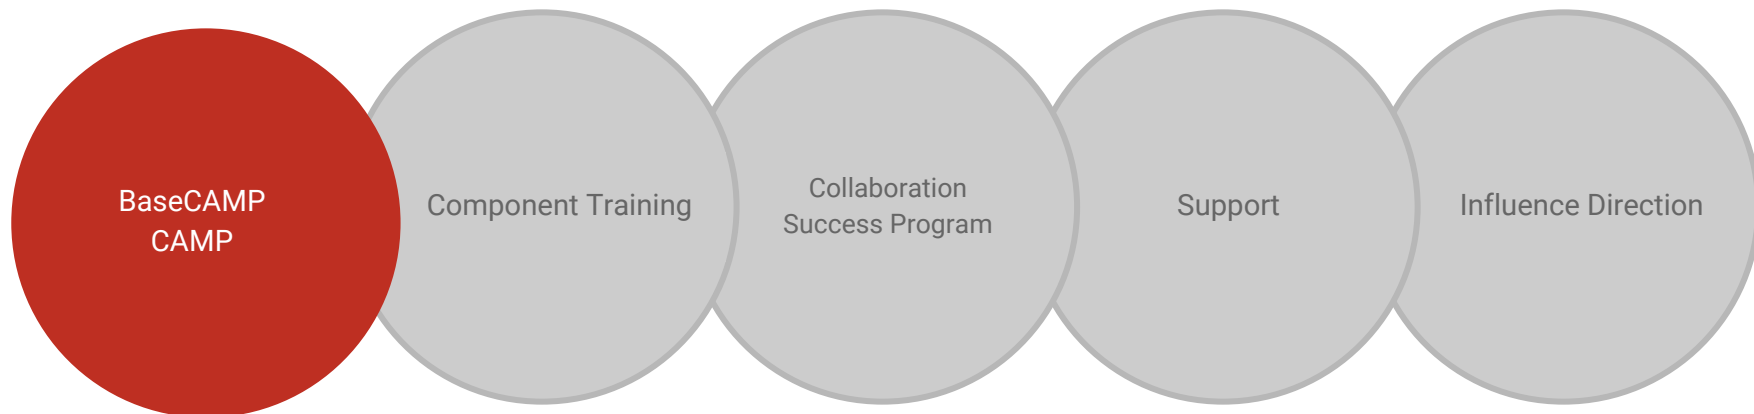 BaseCAMP
CAMP
Component Training
Collaboration
Success Program
Support
Influence Direction